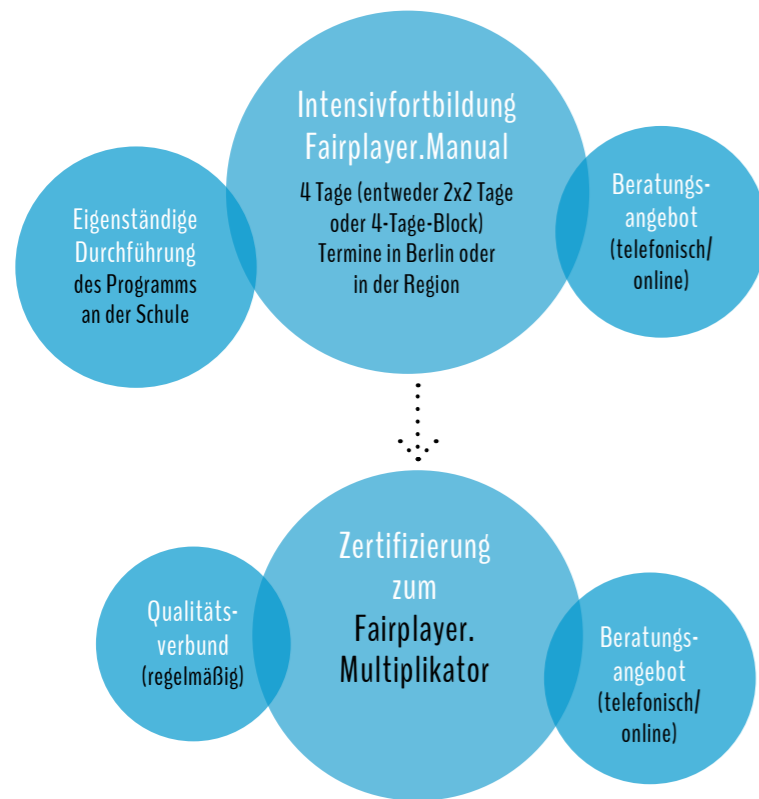 Intensivfortbildung
Fairplayer.Manual
4 Tage (entweder 2x2 Tage
oder 4-Tage-Block)
Termine in Berlin oder
in der Region
Eigenständige
Durchführung
des Programms
an der Schule
Beratungs-
angebot
(telefonisch/
online)
Zertifizierung
zum
Fairplayer.
Multiplikator
Qualitäts-
verbund
(regelmäßig)
Beratungs-
angebot
(telefonisch/
online)